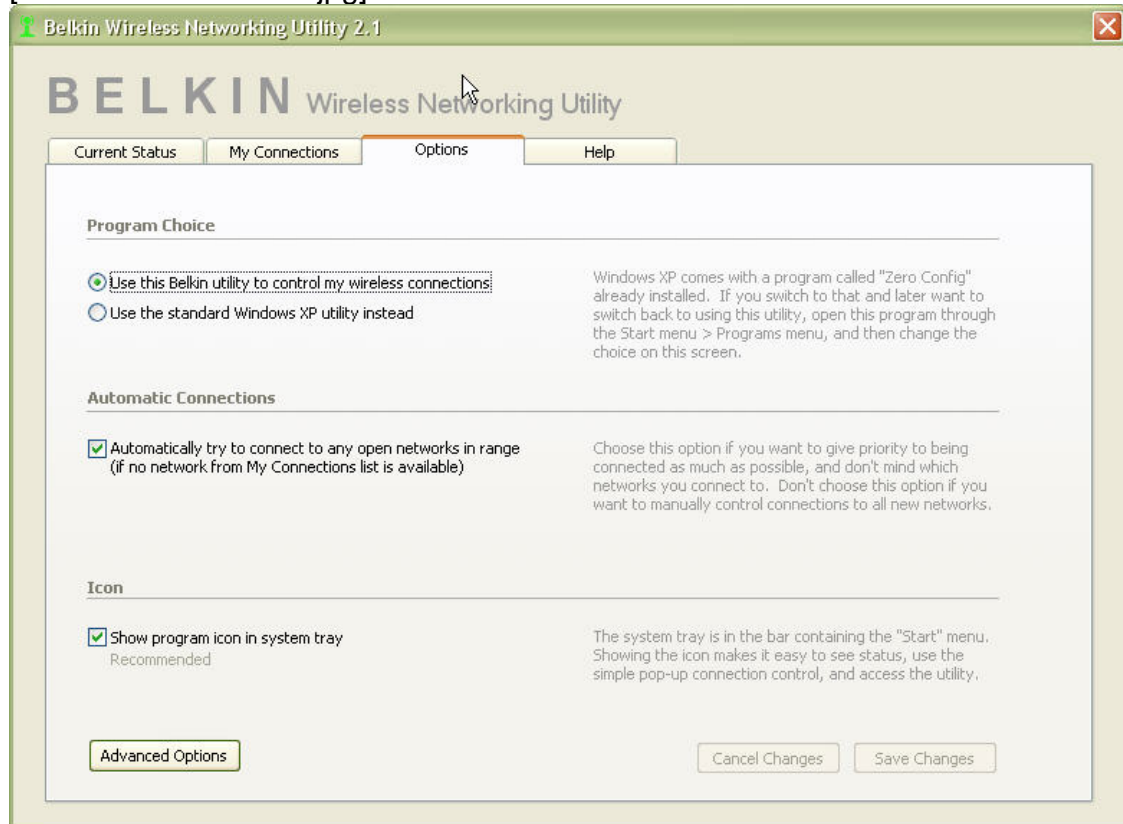 Belkin Wireless Networking Utility 2.1
BELKIN Wireless Networking Utility
Current Status My Connections Options Help
Program Choice
Use this Belkin utility to control my wireless connections
Use the standard Windows XP utility instead
Windows XP comes with a program called "Zero Config"
already installed. If you switch to that and later want to
switch back to using this utility, open this program through
the Start menu > Programs menu, and then change the
choice on this screen.
Automatic Connections
Automatically try to connect to any open networks in range
(if no network from My Connections list is available)
Choose this option if you want to give priority to being
connected as much as possible, and don't mind which
networks you connect to. Don't choose this option if you
want to manually control connections to all new networks.
Icon
Show program icon in system tray
Recommended
The system tray is in the bar containing the "Start" menu.
Showing the icon makes it easy to see status, use the
simple pop-up connection control, and access the utility.
Advanced Options Cancel Changes Save Changes